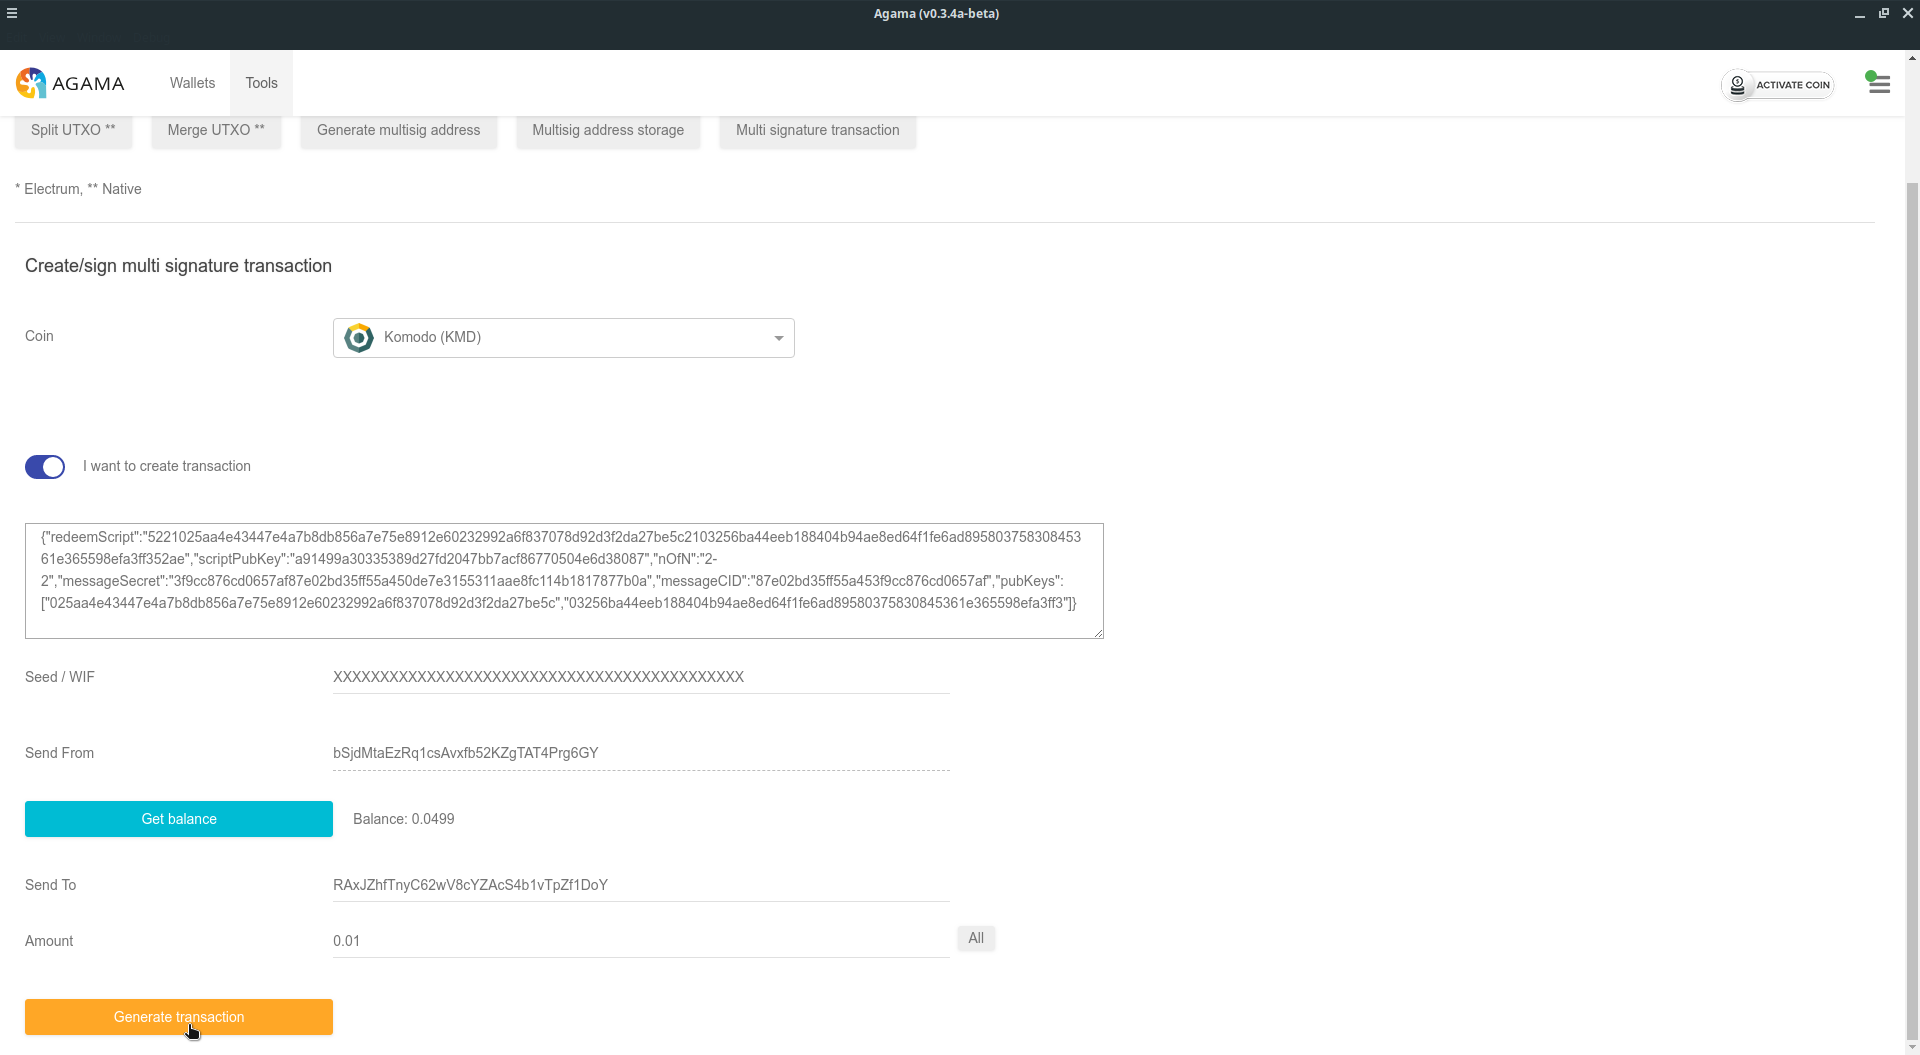 Agama (v0.3.4a-beta)
AGAMA
Wallets
Tools
ACTIVATE COIN
Split UTXO **
Merge UTXO **
Generate multisig address
Multisig address storage
Multi signature transaction
* Electrum, ** Native
Create/sign multi signature transaction
Coin
Komodo (KMD)
I want to create transaction
{"redeemScript":"5221025aa4e43447e4a7b8db856a7e75e8912e60232992a6f837078d92d3f2da27be5c2103256ba44eeb188404b94ae8ed64f1fe6ad895803758308453
61e365598efa3ff352ae","scriptPubKey":"a91499a30335389d27fd2047bb7acf86770504e6d38087","nOfN":"2-
2","messageSecret":"3f9cc876cd0657af87e02bd35ff55a450de7e3155311aae8fc114b1817877b0a","messageCID":"87e02bd35ff55a453f9cc876cd0657af","pubKeys":
["025aa4e43447e4a7b8db856a7e75e8912e60232992a6f837078d92d3f2da27be5c","03256ba44eeb188404b94ae8ed64f1fe6ad89580375830845361e365598efa3ff3"]}
Seed / WIF
XXXXXXXXXXXXXXXXXXXXXXXXXXXXXXXXXXXXXXXXXXXX
Send From
bSjdMtaEzRq1csAvxfb52KZgTAT4Prg6GY
Get balance
Balance: 0.0499
Send To
RAxJZhfTnyC62wV8cYZAcS4b1vTpZf1DoY
Amount
0.01
All
Generate transaction